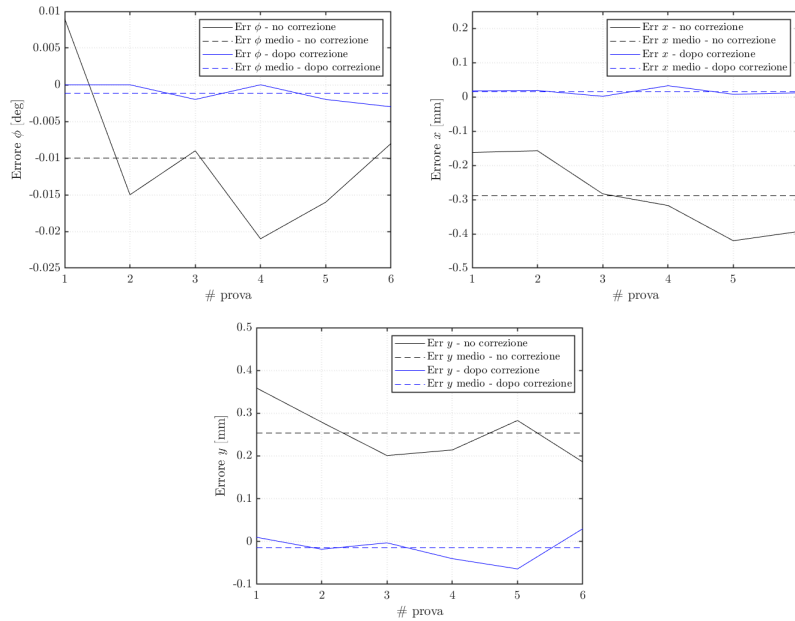 0.01
0
-0.005
-0.01
-0.015
-0.02
-0.025
Errore ϕ [deg]
Err ϕ - no correzione
Err ϕ medio - no correzione
Err ϕ - dopo correzione
Err ϕ medio - dopo correzione
1 2 3 4 5 6
# prova
0.2
0.1
0
-0.1
-0.2
-0.3
-0.4
-0.5
Errore x [mm]
Err x - no correzione
Err x medio - no correzione
Err x - dopo correzione
Err x medio - dopo correzione
1 2 3 4 5
# prova
0.5
0.4
0.3
0.2
0.1
0
-0.1
Errore y [mm]
Err y - no correzione
Err y medio - no correzione
Err y - dopo correzione
Err y medio - dopo correzione
1 2 3 4 5 6
# prova